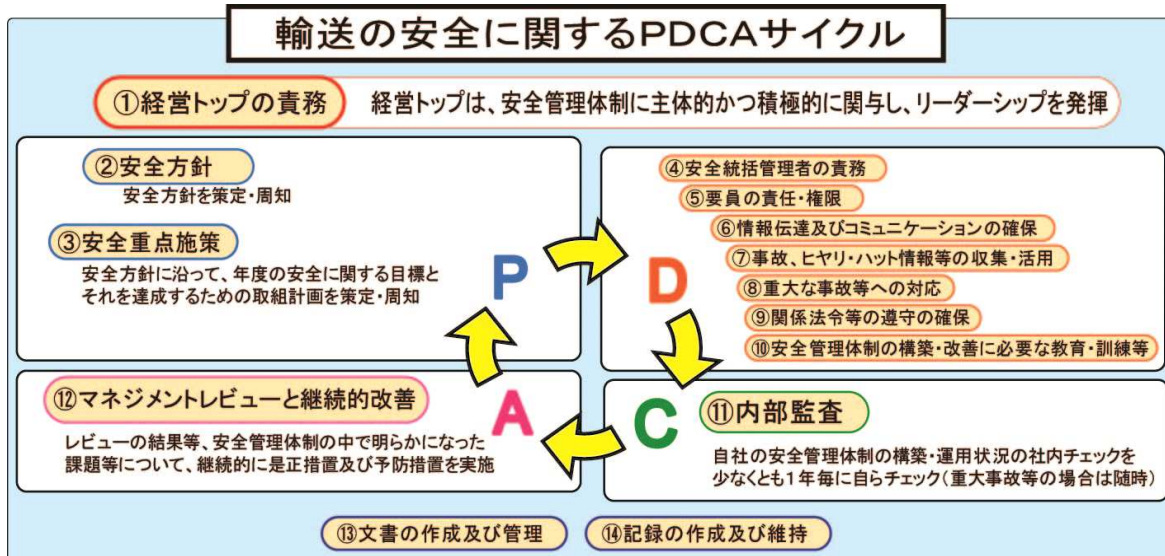 輸送の安全に関するPDCAサイクル
①経営トップの責務
経営トップは、安全管理体制に主体的かつ積極的に関与し、リーダーシップを発揮
②安全方針
安全方針を策定・周知
③安全重点施策
安全方針に沿って、年度の安全に関する目標と
それを達成するための取組計画を策定・周知
P
④安全統括管理者の責務
⑤要員の責任・権限
⑥情報伝達及びコミュニケーションの確保
⑦事故、ヒヤリ・ハット情報等の収集・活用
⑧重大な事故等への対応
⑨関係法令等の遵守の確保
⑩安全管理体制の構築・改善に必要な教育・訓練等
D
⑫マネジメントレビューと継続的改善
レビューの結果等、安全管理体制の中で明らかになった
課題等について、継続的に是正措置及び予防措置を実施
A
C
⑪内部監査
自社の安全管理体制の構築・運用状況の社内チェックを
少なくとも1年毎に自らチェック(重大事故等の場合は随時)
⑬文書の作成及び管理
⑭記録の作成及び維持